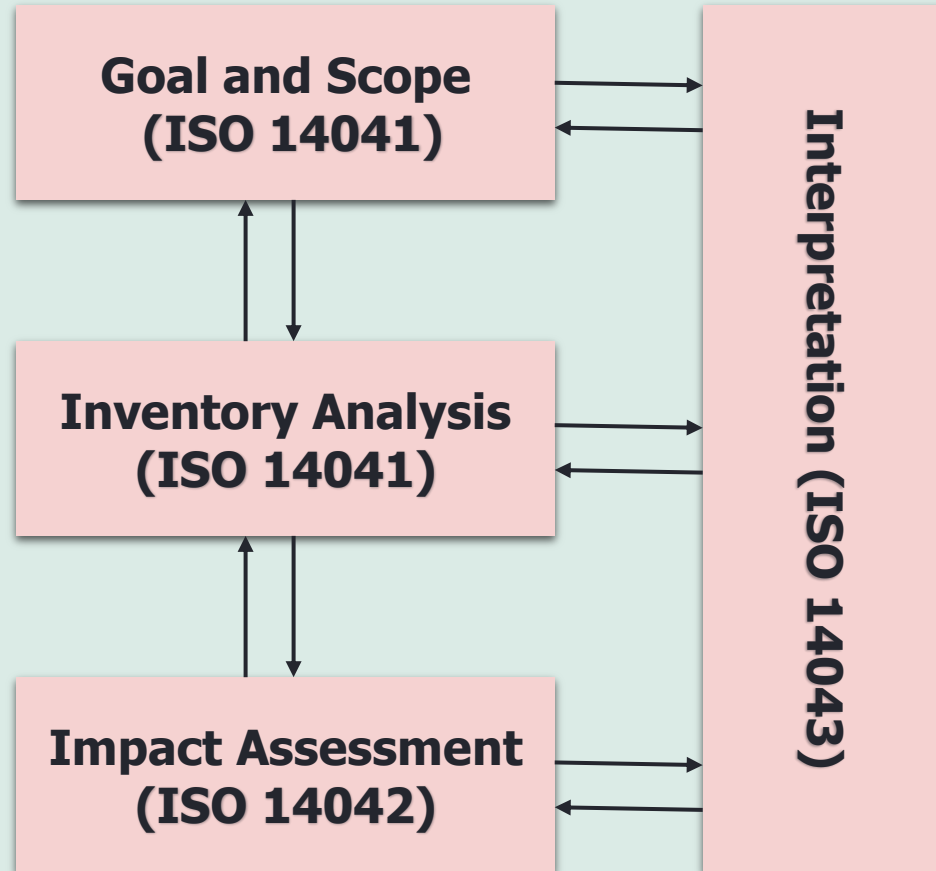 Goal and Scope
(ISO 14041)
Inventory Analysis
(ISO 14041)
Impact Assessment
(ISO 14042)
Interpretation (ISO 14043)